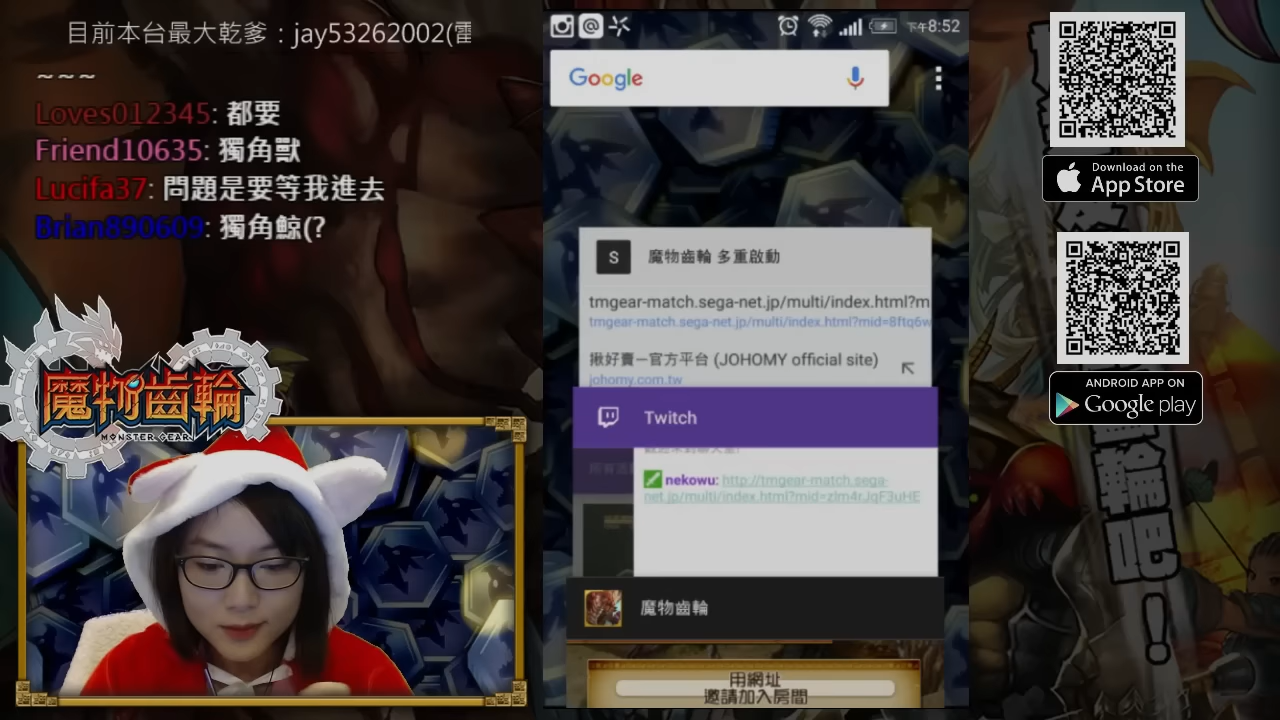 目前本台最大乾爹：jay53262002(霍
~~~
Loves012345: 都要
Friend10635: 獨角獸
Lucifa37: 問題是要等我進去
Brian890609: 獨角鯨(?
魔物齒輪
MONSTER GEAR
下午8:52
Google
S
魔物齒輪 多重啟動
tmgear-match.sega-net.jp/multi/index.html?m
tmgear-match.sega-net.jp/multi/index.html?mid=8ftq6w
揪好賣－官方平台 (JOHOMY official site)
johomy.com.tw
Twitch
nekowu: http://tmgear-match.sega-
net.jp/multi/index.html?mid=zlm4rJqF3uHE
魔物齒輪
用網址
邀請加入房間
Download on the
App Store
ANDROID APP ON
Google play
輪吧！